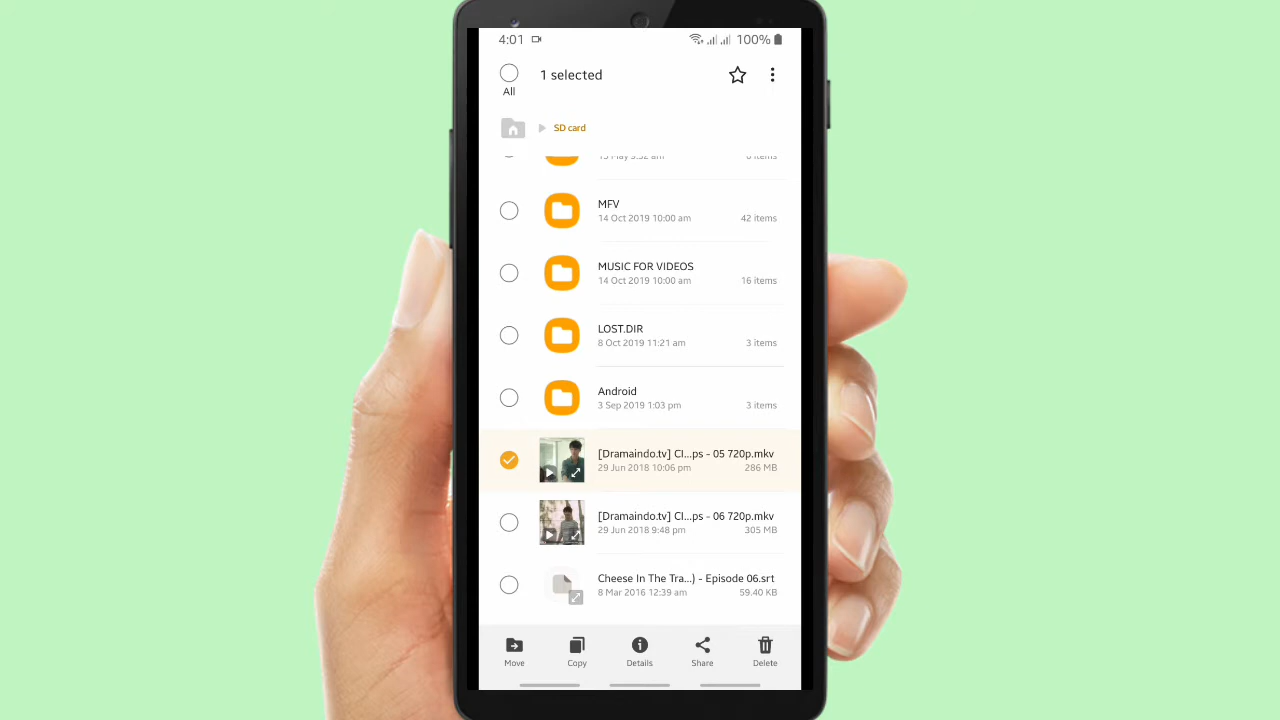 4:01 100%
1 selected
All
SD card
MFV
14 Oct 2019 10:00 am 42 items
MUSIC FOR VIDEOS
14 Oct 2019 10:00 am 16 items
LOST.DIR
8 Oct 2019 11:21 am 3 items
Android
3 Sep 2019 1:03 pm 3 items
[Dramaindo.tv] Cl...ps - 05 720p.mkv
29 Jun 2018 10:06 pm 286 MB
[Dramaindo.tv] Cl...ps - 06 720p.mkv
29 Jun 2018 9:48 pm 305 MB
Cheese In The Tra...) - Episode 06.srt
8 Mar 2016 12:39 am 59.40 KB
Move Copy Details Share Delete